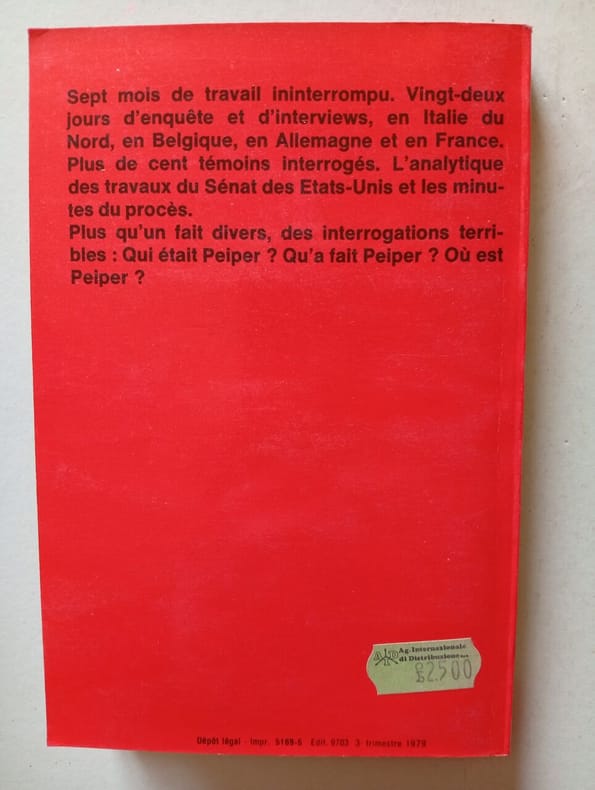 Sept mois de travail ininterrompu. Vingt-deux
jours d'enquête et d'interviews, en Italie du
Nord, en Belgique, en Allemagne et en France.
Plus de cent témoins interrogés. L'analytique
des travaux du Sénat des Etats-Unis et les minu-
tes du procès.
Plus qu'un fait divers, des interrogations terri-
bles : Qui était Peiper ? Qu'a fait Peiper ? Où est
Peiper ?
Ag. Internazionale
di Distribuzione
£2500
Dépôt légal - Impr. 5169-5 Edit. 9703 3 trimestre 1979